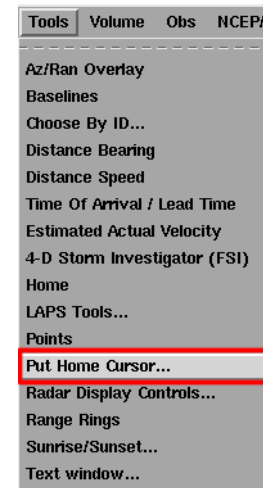 Tools Volume Obs NCEP/
Az/Ran Overlay
Baselines
Choose By ID...
Distance Bearing
Distance Speed
Time Of Arrival / Lead Time
Estimated Actual Velocity
4-D Storm Investigator (FSI)
Home
LAPS Tools...
Points
Put Home Cursor...
Radar Display Controls...
Range Rings
Sunrise/Sunset...
Text window...